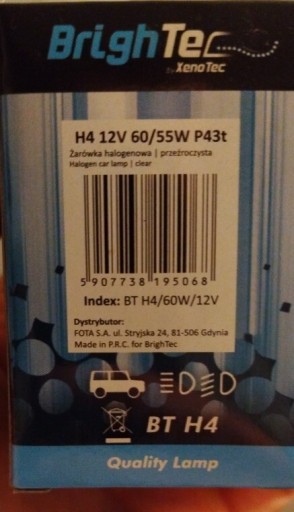 BrighTec
by XenoTec
H4 12V 60/55W P43t
Żarówka halogenowa | przeźroczysta
Halogen car lamp | clear
5 907738 195068
Index: BT H4/60W/12V
Dystrybutor:
FOTA S.A. ul. Stryjska 24, 81-506 Gdynia
Made in P.R.C. for BrighTec
BT H4
Quality Lamp